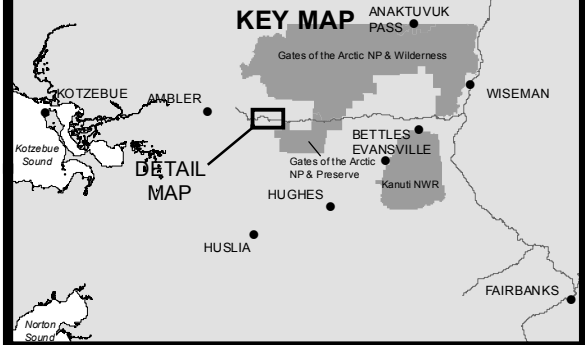 KEY MAP
ANAKTUVUK
PASS
Gates of the Arctic NP & Wilderness
KOTZEBUE
AMBLER
WISEMAN
Kotzebue
Sound
BETTLES
EVANSVILLE
DETAIL
MAP
Gates of the Arctic
NP & Preserve
Kanuti NWR
HUGHES
HUSLIA
FAIRBANKS
Norton
Sound